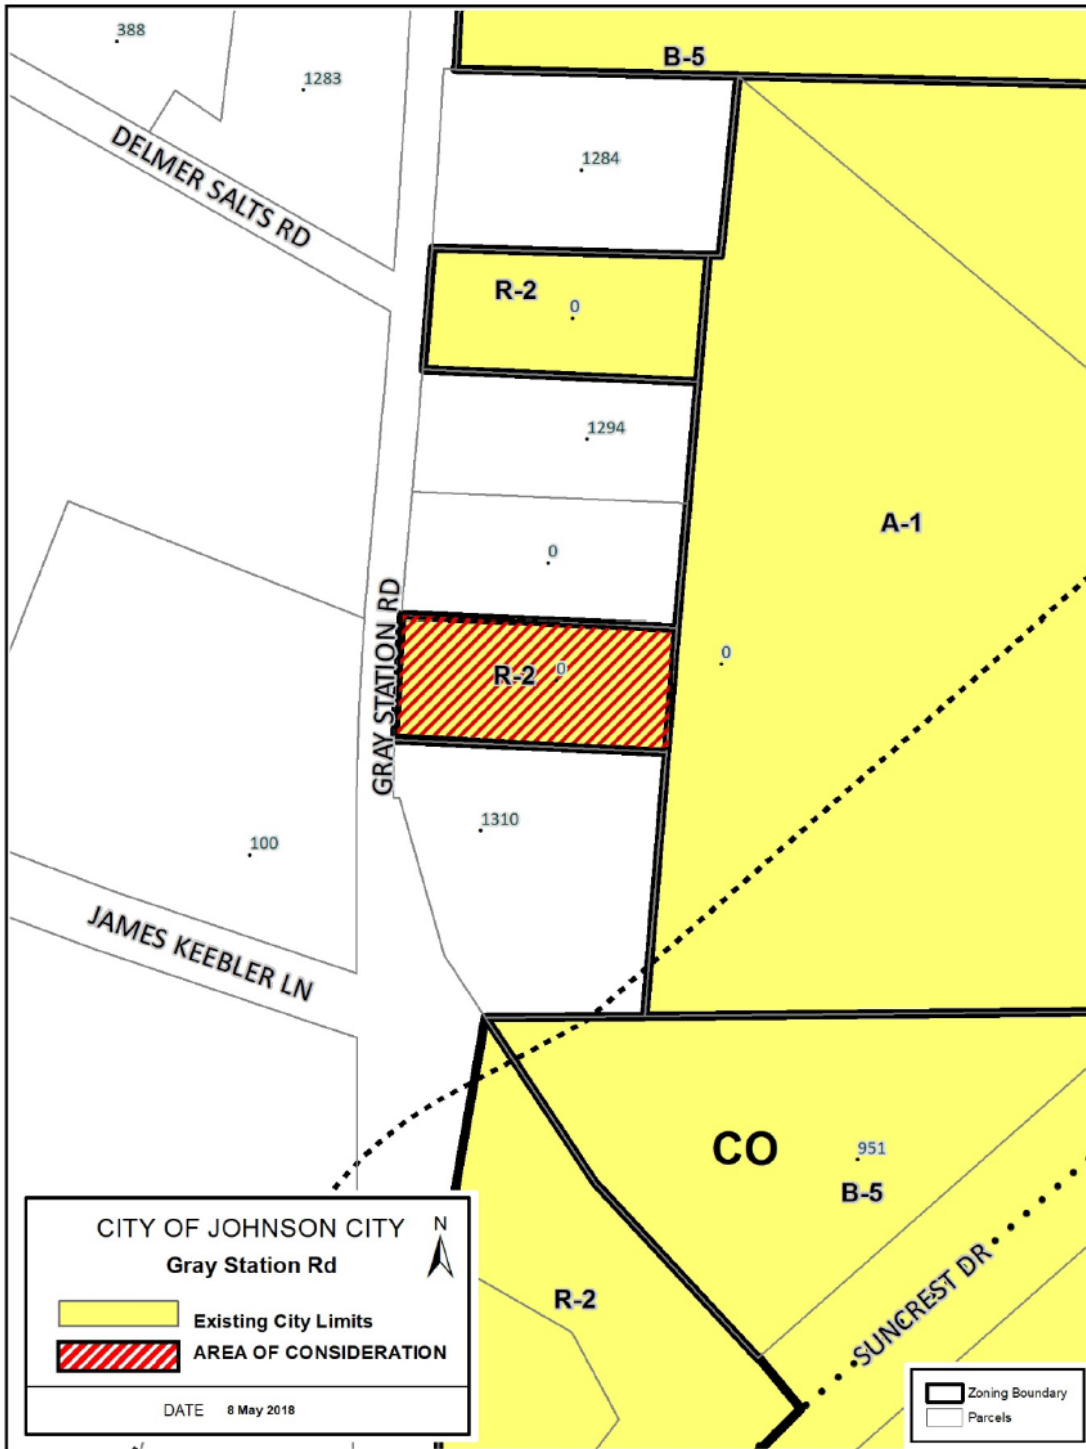 388
B-5
1283
1284
DELMER SALTS RD
R-2
0
1294
A-1
0
GRAY STATION RD
R-2
0
0
1310
100
JAMES KEEBLER LN
CO
951
B-5
SUNCREST DR
R-2
CITY OF JOHNSON CITY
N
Gray Station Rd
Existing City Limits
AREA OF CONSIDERATION
DATE 8 May 2018
Zoning Boundary
Parcels